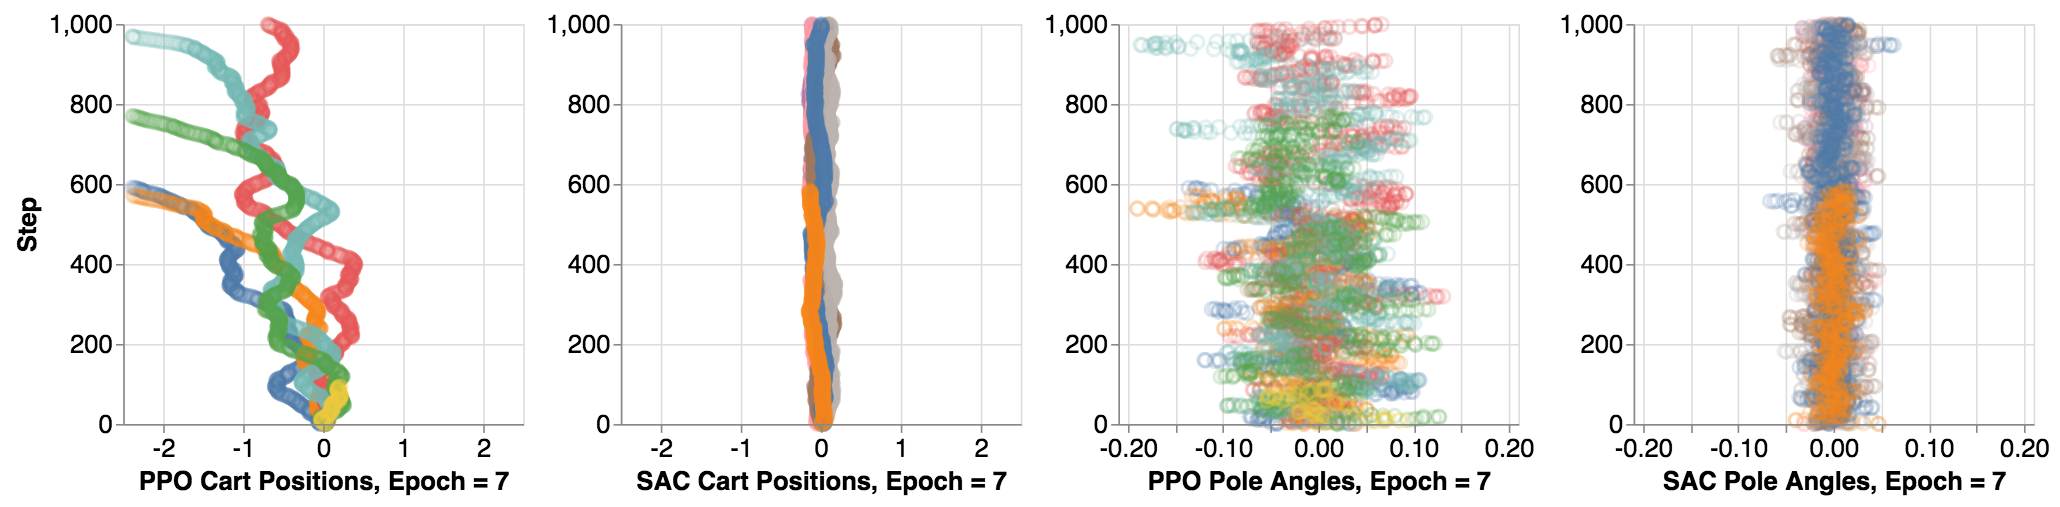 Step
1,000
800
600
400
200
0
-2 -1 0 1 2
PPO Cart Positions, Epoch = 7
1,000
800
600
400
200
0
-2 -1 0 1 2
SAC Cart Positions, Epoch = 7
1,000
800
600
400
200
0
-0.20 -0.10 0.00 0.10 0.20
PPO Pole Angles, Epoch = 7
1,000
800
600
400
200
0
-0.20 -0.10 0.00 0.10 0.20
SAC Pole Angles, Epoch = 7